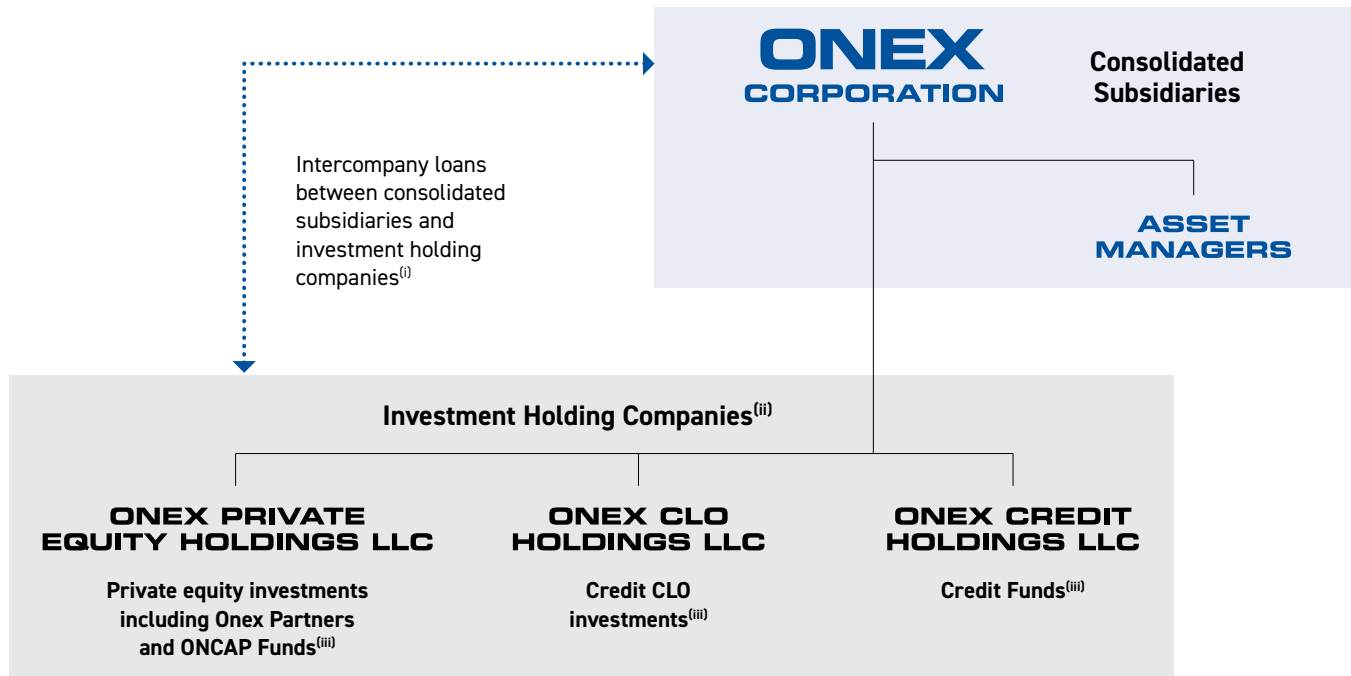 ONEX
CORPORATION
Consolidated
Subsidiaries
Intercompany loans
between consolidated
subsidiaries and
investment holding
companies(i)
ASSET
MANAGERS
Investment Holding Companies(ii)
ONEX PRIVATE
EQUITY HOLDINGS LLC
Private equity investments
including Onex Partners
and ONCAP Funds(iii)
ONEX CLO
HOLDINGS LLC
Credit CLO
investments(iii)
ONEX CREDIT
HOLDINGS LLC
Credit Funds(iii)